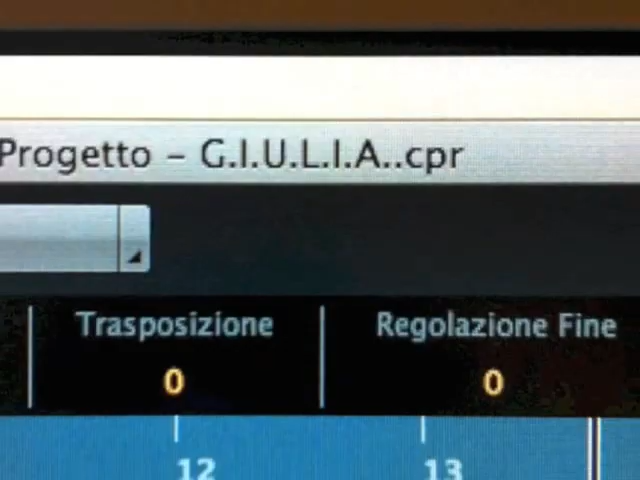 Progetto – G.I.U.L.I.A..cpr
Trasposizione Regolazione Fine
0 0
12 13